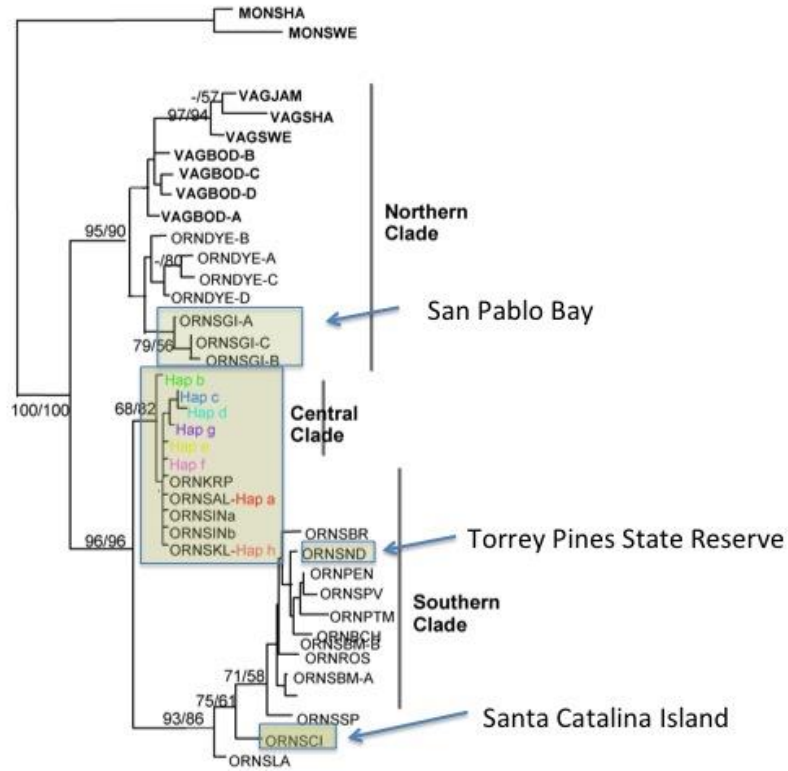 MONSHA
MONSWE
-/57
VAGJAM
97/94
VAGSHA
VAGSWE
VAGBOD-B
VAGBOD-C
VAGBOD-D
VAGBOD-A
Northern
Clade
95/90
ORNDYE-B
-/80
ORNDYE-A
ORNDYE-C
ORNDYE-D
San Pablo Bay
ORNSGI-A
79/56
ORNSGI-C
ORNSGI-B
Hap b
100/100
68/82
Hap c
Hap d
Central
Clade
Hap g
Hap e
Hap f
ORNKRP
ORNSAL-Hap a
ORNSINa
ORNSINb
ORNSKL-Hap h
96/96
ORNSBR
ORNSND
Torrey Pines State Reserve
ORNPEN
ORNSPV
ORNPTM
Southern
Clade
ORNBCH
ORNSBM-B
ORNROS
71/58
ORNSBM-A
75/61
93/86
ORNSSP
Santa Catalina Island
ORNSCI
ORNSLA